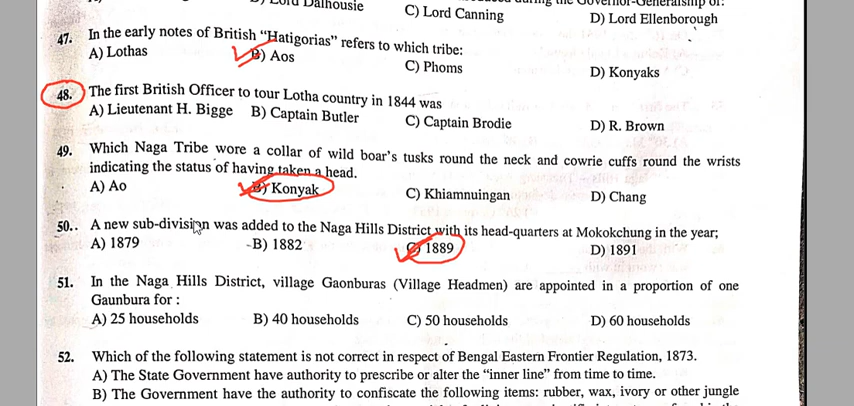 Lord Dalhousie
C) Lord Canning
D) Lord Ellenborough
47. In the early notes of British “Hatigorias” refers to which tribe:
A) Lothas B) Aos C) Phoms D) Konyaks
48. The first British Officer to tour Lotha country in 1844 was
A) Lieutenant H. Bigge B) Captain Butler C) Captain Brodie D) R. Brown
49. Which Naga Tribe wore a collar of wild boar’s tusks round the neck and cowrie cuffs round the wrists
indicating the status of having taken a head.
A) Ao B) Konyak C) Khiamnuingan D) Chang
50.. A new sub-division was added to the Naga Hills District with its head-quarters at Mokokchung in the year;
A) 1879 B) 1882 C) 1889 D) 1891
51. In the Naga Hills District, village Gaonburas (Village Headmen) are appointed in a proportion of one
Gaunbura for :
A) 25 households B) 40 households C) 50 households D) 60 households
52. Which of the following statement is not correct in respect of Bengal Eastern Frontier Regulation, 1873.
A) The State Government have authority to prescribe or alter the “inner line” from time to time.
B) The Government have the authority to confiscate the following items: rubber, wax, ivory or other jungle